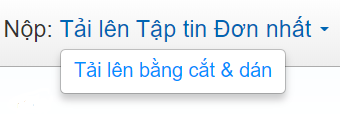 Nộp: Tải lên Tập tin Đơn nhất
Tải lên bằng cắt & dán